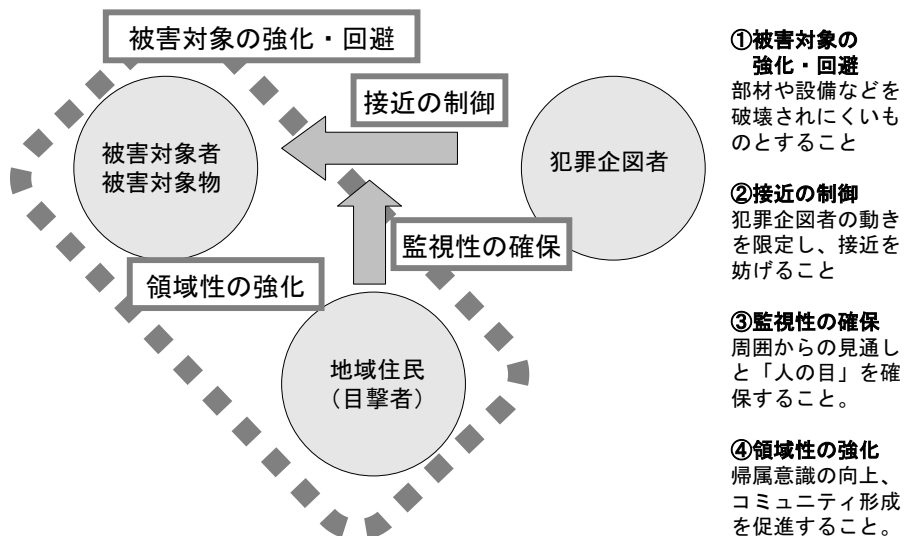 被害対象の強化・回避
接近の制御
被害対象者
被害対象物
犯罪企図者
監視性の確保
領域性の強化
地域住民
（目撃者）
①被害対象の
強化・回避
部材や設備などを
破壊されにくいも
のとすること
②接近の制御
犯罪企図者の動き
を限定し、接近を
妨げること
③監視性の確保
周囲からの見通し
と「人の目」を確
保すること。
④領域性の強化
帰属意識の向上、
コミュニティ形成
を促進すること。